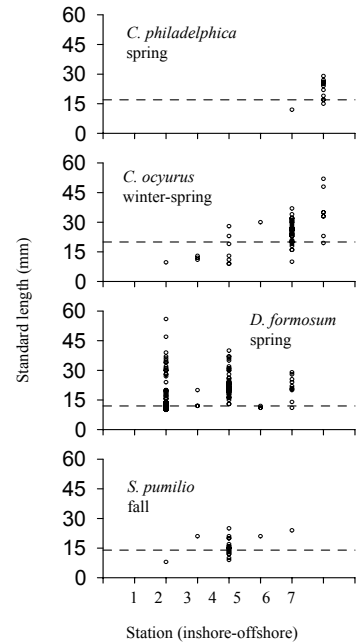 60
45
30
15
0
C. philadelphica
spring
60
45
30
15
0
C. ocyurus
winter-spring
60
45
30
15
0
D. formosum
spring
60
45
30
15
0
S. pumilio
fall
Standard length (mm)
1 2 3 4 5 6 7
Station (inshore-offshore)